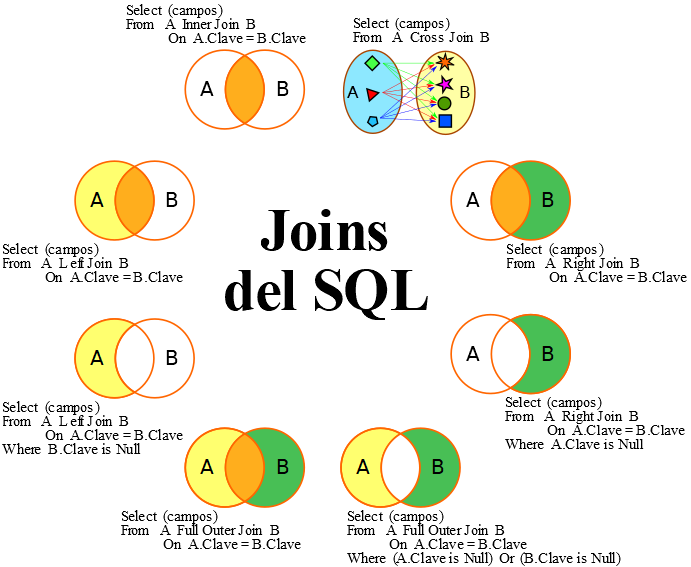 Select (campos)
From A Inner Join B
On A.Clave = B.Clave
A B
Select (campos)
From A Cross Join B
A B
A B
Select (campos)
From A Left Join B
On A.Clave = B.Clave
Joins
del SQL
A B
Select (campos)
From A Right Join B
On A.Clave = B.Clave
A B
Select (campos)
From A Left Join B
On A.Clave = B.Clave
Where B.Clave is Null
A B
Select (campos)
From A Right Join B
On A.Clave = B.Clave
Where A.Clave is Null
A B
Select (campos)
From A Full Outer Join B
On A.Clave = B.Clave
A B
Select (campos)
From A Full Outer Join B
On A.Clave = B.Clave
Where (A.Clave is Null) Or (B.Clave is Null)